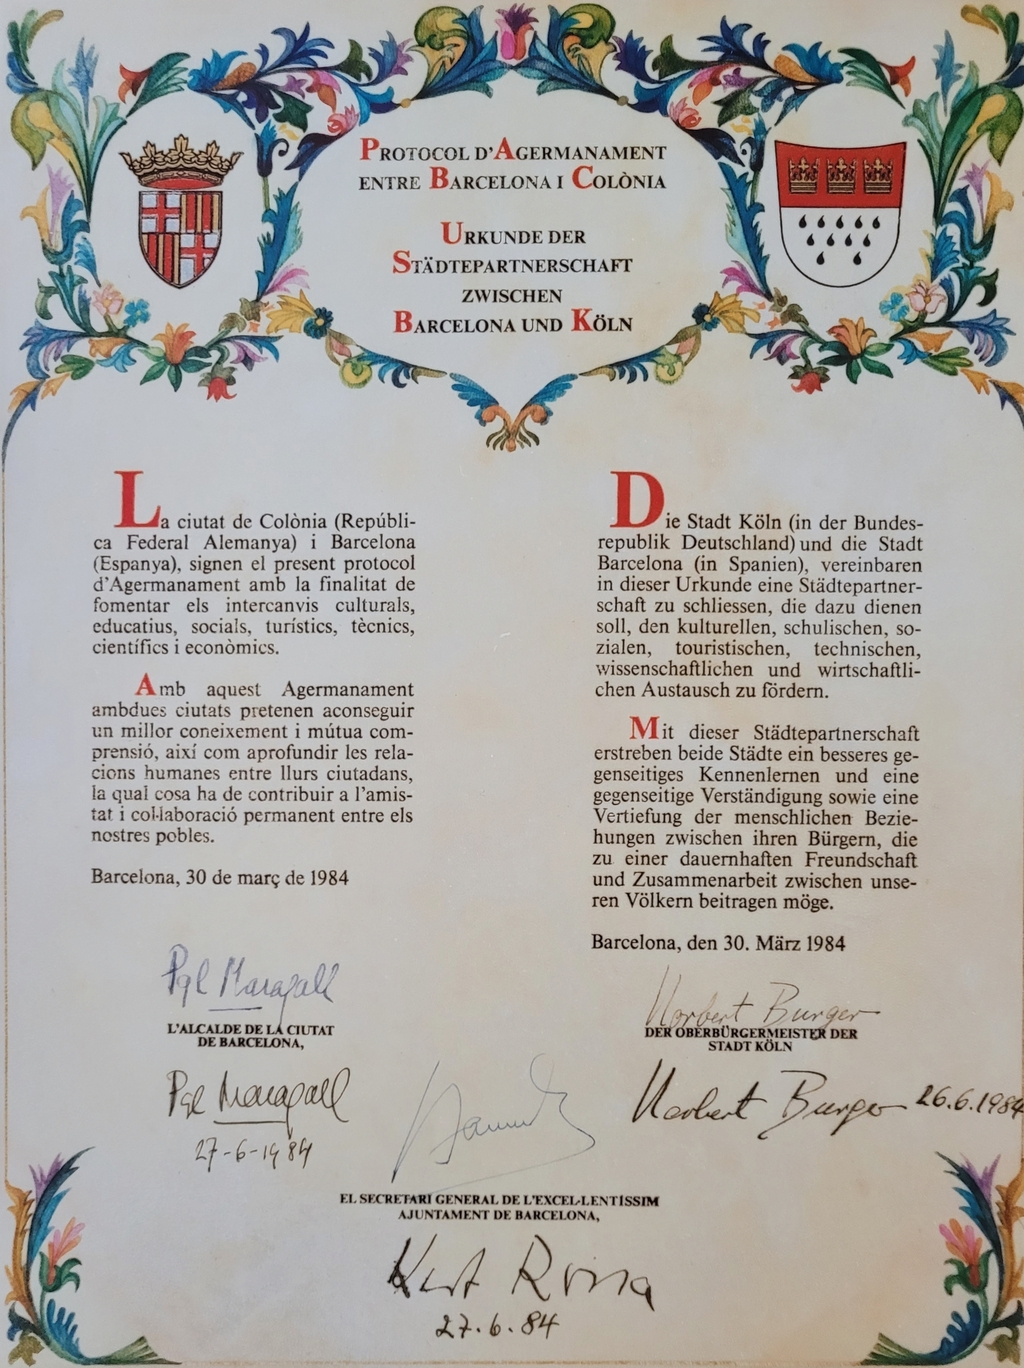 PROTOCOL D'AGERMANAMENT
ENTRE BARCELONA I COLÒNIA
URKUNDE DER
STÄDTEPARTNERSCHAFT
ZWISCHEN
BARCELONA UND KÖLN
La ciutat de Colònia (Repúbli-
ca Federal Alemanya) i Barcelona
(Espanya), signen el present protocol
d'Agermanament amb la finalitat de
fomentar els intercanvis culturals,
educatius, socials, turístics, tècnics,
científics i econòmics.
Amb aquest Agermanament
ambdues ciutats pretenen aconseguir
un millor coneixement i mútua com-
prensió, així com aprofundir les rela-
cions humanes entre llurs ciutadans,
la qual cosa ha de contribuir a l'amis-
tat i col·laboració permanent entre els
nostres pobles.
Barcelona, 30 de març de 1984
Pql Maragall
L'ALCALDE DE LA CIUTAT
DE BARCELONA,
Pql Maragall
27-6-1984
Die Stadt Köln (in der Bundes-
republik Deutschland) und die Stadt
Barcelona (in Spanien), vereinbaren
in dieser Urkunde eine Städtepartner-
schaft zu schliessen, die dazu dienen
soll, den kulturellen, schulischen, so-
zialen, touristischen, technischen,
wissenschaftlichen und wirtschaftli-
chen Austausch zu fördern.
Mit dieser Städtepartnerschaft
erstreben beide Städte ein besseres ge-
genseitiges Kennenlernen und eine
gegenseitige Verständigung sowie eine
Vertiefung der menschlichen Bezie-
hungen zwischen ihren Bürgern, die
zu einer dauernhaften Freundschaft
und Zusammenarbeit zwischen unse-
ren Völkern beitragen möge.
Barcelona, den 30. März 1984
Norbert Burger
DER OBERBÜRGERMEISTER DER
STADT KÖLN
Norbert Burger 26.6.1984
EL SECRETARI GENERAL DE L'EXCEL·LENTÍSSIM
AJUNTAMENT DE BARCELONA,
Kurt Rossa
27.6.84